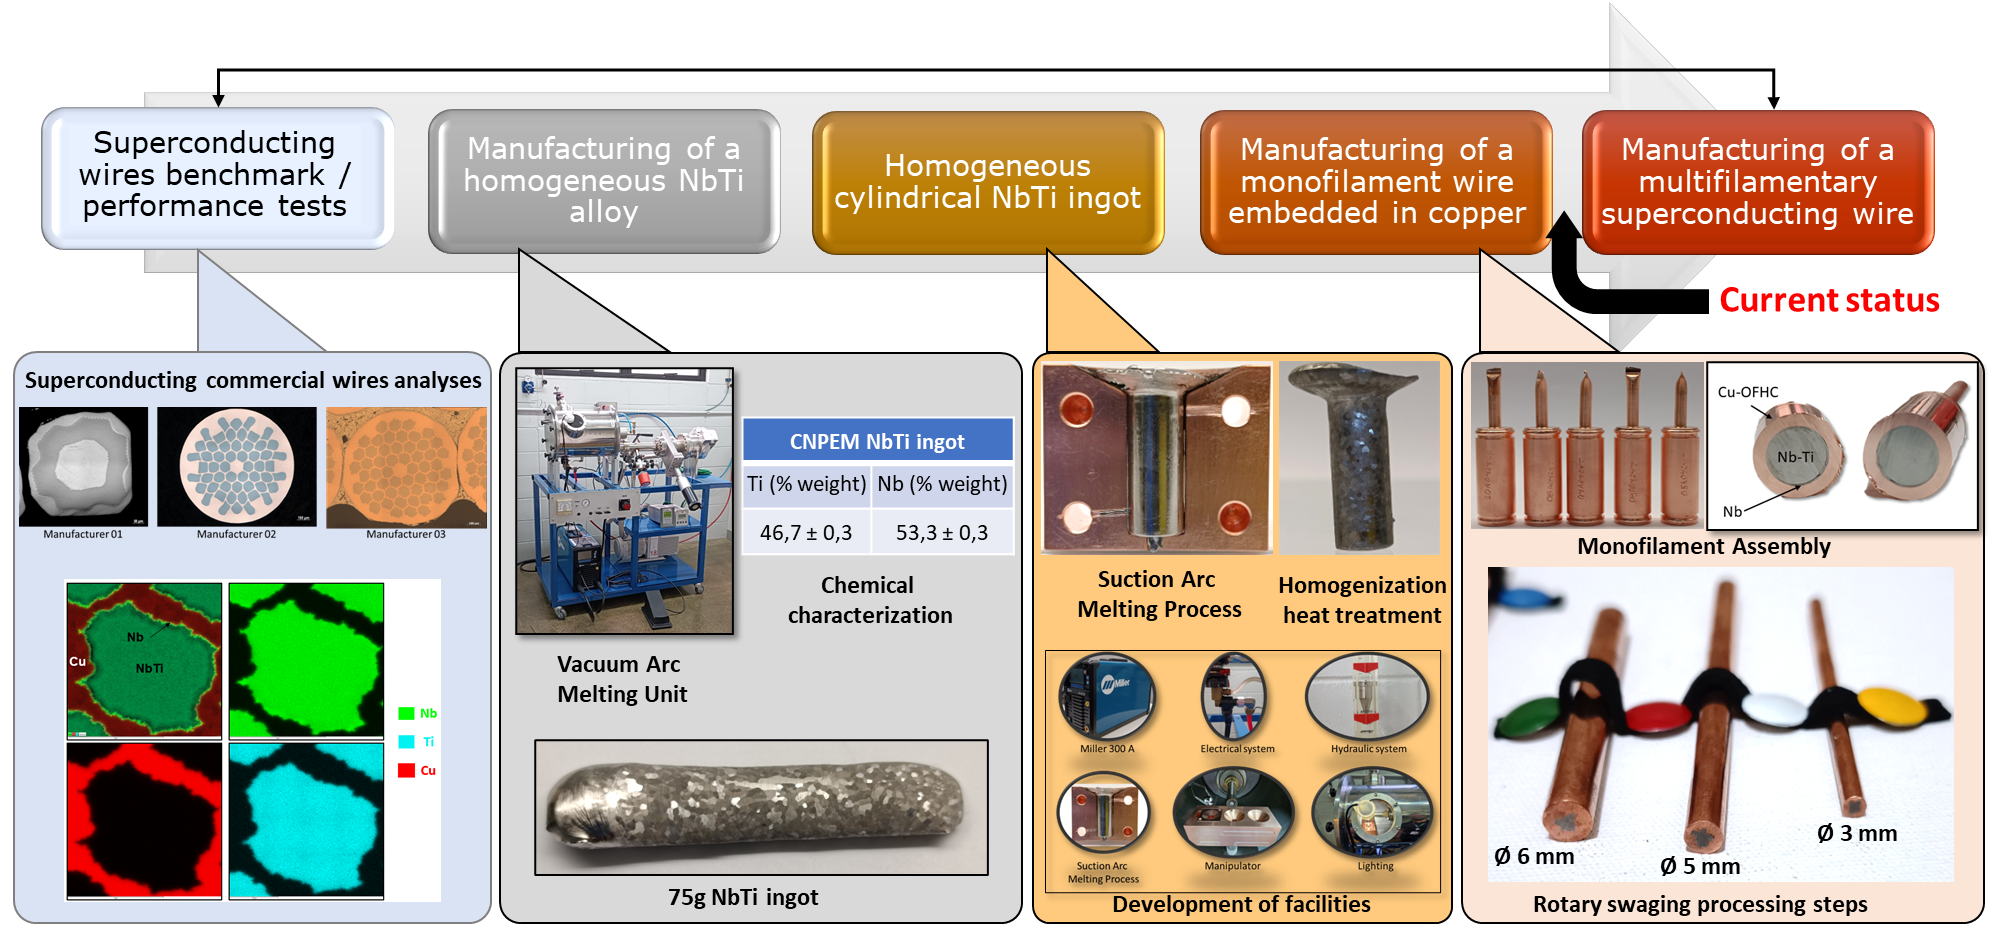 Superconducting
wires benchmark /
performance tests
Manufacturing of a
homogeneous NbTi
alloy
Homogeneous
cylindrical NbTi ingot
Manufacturing of a
monofilament wire
embedded in copper
Manufacturing of a
multifilamentary
superconducting wire
Current status
Superconducting commercial wires analyses
Manufacturer 01
Manufacturer 02
Manufacturer 03
Nb
Cu
NbTi
Nb
Ti
Cu
CNPEM NbTi ingot
Ti (% weight) Nb (% weight)
46,7 ± 0,3 53,3 ± 0,3
Chemical
characterization
Vacuum Arc
Melting Unit
75g NbTi ingot
Suction Arc
Melting Process
Homogenization
heat treatment
Miller
Miller 300 A
Electrical system
Hydraulic system
Suction Arc
Melting Process
Manipulator
Lighting
Development of facilities
Cu-OFHC
Nb-Ti
Nb
Monofilament Assembly
Ø 6 mm
Ø 5 mm
Ø 3 mm
Rotary swaging processing steps